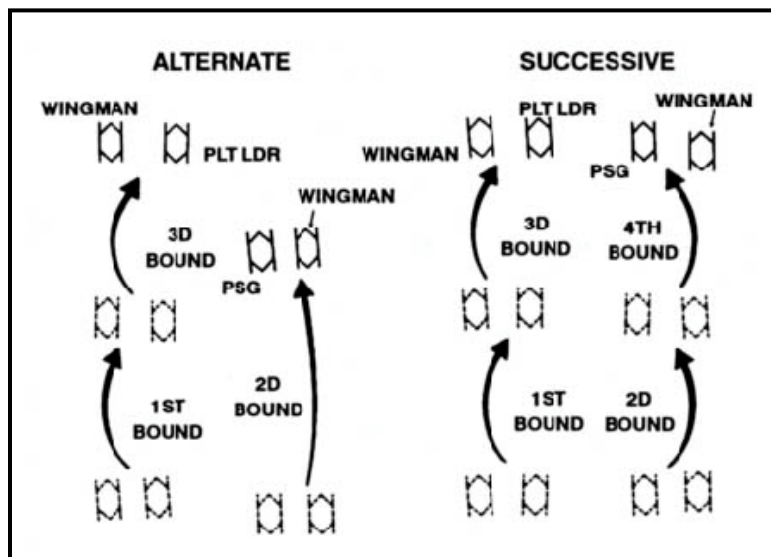 ALTERNATE
WINGMAN
PLT LDR
WINGMAN
3D
BOUND
PSG
2D
BOUND
1ST
BOUND
SUCCESSIVE
PLT LDR
WINGMAN
WINGMAN
PSG
3D
BOUND
4TH
BOUND
1ST
BOUND
2D
BOUND